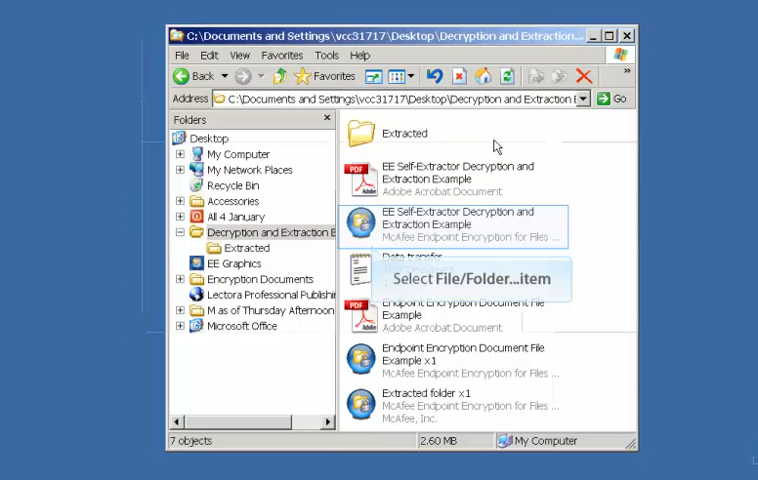 C:\Documents and Settings\vcc31717\Desktop\Decryption and Extraction...
File Edit View Favorites Tools Help
Back Favorites
Address C:\Documents and Settings\vcc31717\Desktop\Decryption and Extraction E Go
Folders
Desktop
My Computer
My Network Places
Recycle Bin
Accessories
All 4 January
Decryption and Extraction E
Extracted
EE Graphics
Encryption Documents
Lectora Professional Publishin
M as of Thursday Afternoon
Microsoft Office
Extracted
EE Self-Extractor Decryption and
Extraction Example
Adobe Acrobat Document
EE Self-Extractor Decryption and
Extraction Example
McAfee Endpoint Encryption for Files ...
Data transfer
Select File/Folder...item
Endpoint Encryption Document File
Example
Adobe Acrobat Document
Endpoint Encryption Document File
Example x1
McAfee Endpoint Encryption for Files ...
Extracted folder x1
McAfee Endpoint Encryption for Files ...
McAfee, Inc.
7 objects 2.60 MB My Computer